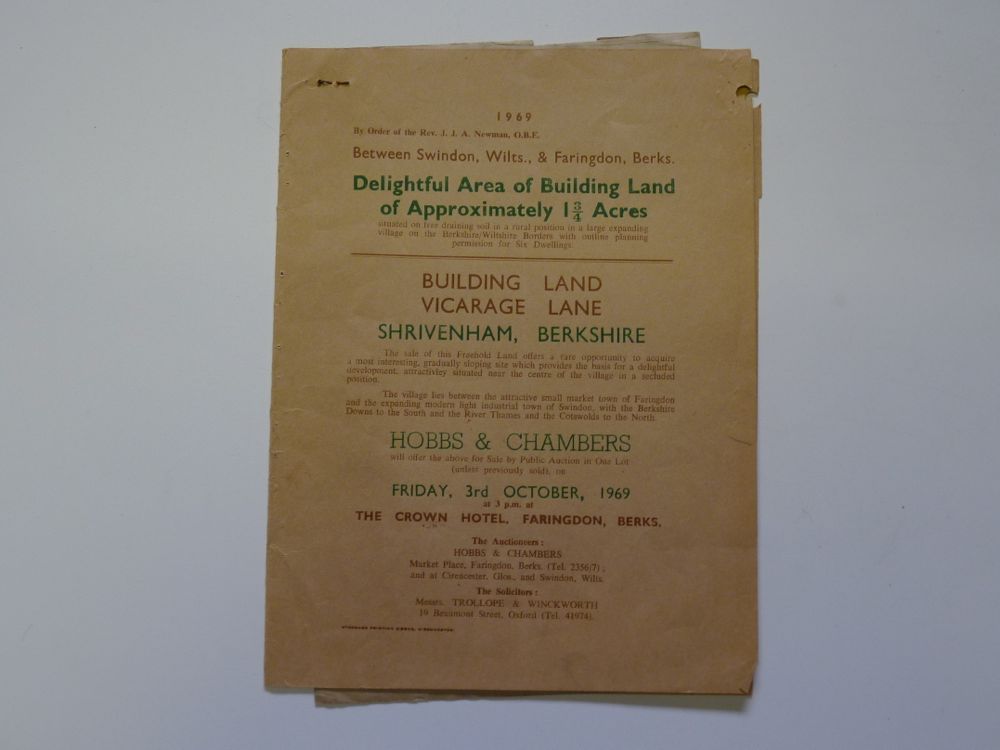 1969
By Order of the Rev. J. J. A. Newman, O.B.E.
Between Swindon, Wilts., & Faringdon, Berks.
Delightful Area of Building Land
of Approximately 1¾ Acres
situated on free draining soil in a rural position in a large expanding
village on the Berkshire/Wiltshire Borders with outline planning
permission for Six Dwellings.
BUILDING LAND
VICARAGE LANE
SHRIVENHAM, BERKSHIRE
The sale of this Freehold Land offers a rare opportunity to acquire
a most interesting, gradually sloping site which provides the basis for a delightful
development, attractivley situated near the centre of the village in a secluded
position.
The village lies between the attractive small market town of Faringdon
and the expanding modern light industrial town of Swindon, with the Berkshire
Downs to the South and the River Thames and the Cotswolds to the North.
HOBBS & CHAMBERS
will offer the above for Sale by Public Auction in One Lot
(unless previously sold), on
FRIDAY, 3rd OCTOBER, 1969
at 3 p.m. at
THE CROWN HOTEL, FARINGDON, BERKS.
The Auctioneers :
HOBBS & CHAMBERS
Market Place, Faringdon, Berks. (Tel. 2356/7) ;
and at Cirencester, Glos., and Swindon, Wilts.
The Solicitors :
Messrs. TROLLOPE & WINCKWORTH
19 Beaumont Street, Oxford (Tel. 41974).
STANDARD PRINTING WORKS, CIRENCESTER.